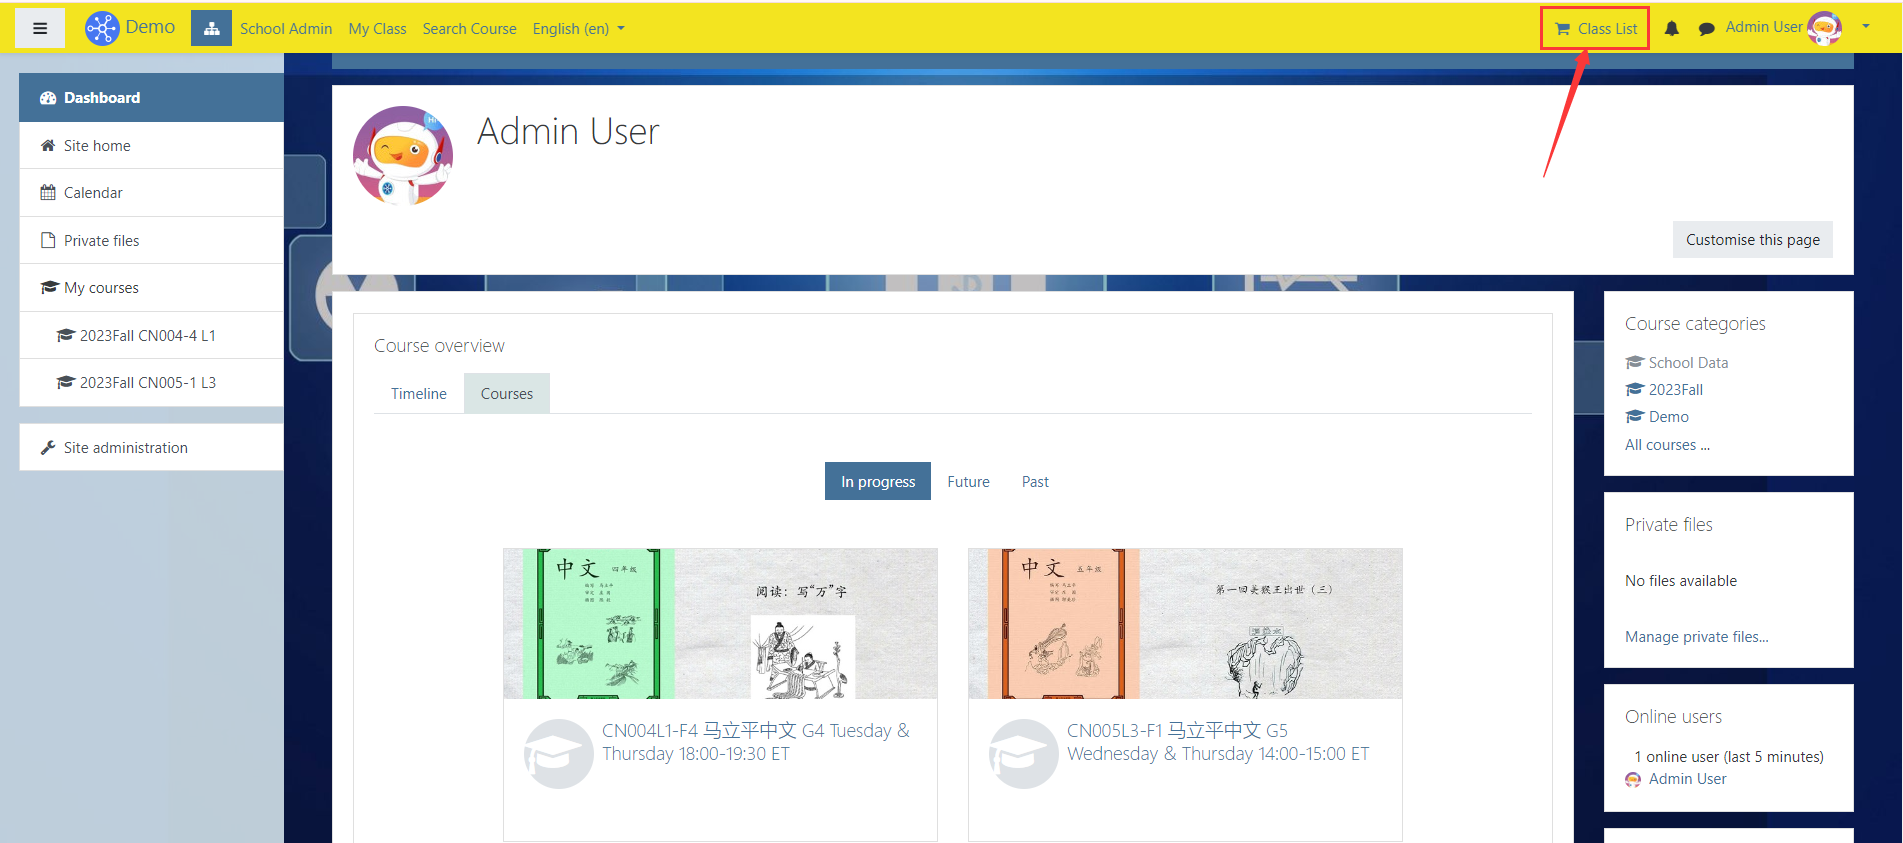 Demo
School Admin
My Class
Search Course
English (en)
Class List
Admin User
Dashboard
Site home
Calendar
Private files
My courses
2023Fall CN004-4 L1
2023Fall CN005-1 L3
Site administration
Hi
Admin User
Customise this page
Course overview
Timeline
Courses
In progress
Future
Past
中文 四年级
阅读：写“万”字
CN004L1-F4 马立平中文 G4 Tuesday &
Thursday 18:00-19:30 ET
中文 五年级
第一回美猴王出世（三）
CN005L3-F1 马立平中文 G5
Wednesday & Thursday 14:00-15:00 ET
Course categories
School Data
2023Fall
Demo
All courses ...
Private files
No files available
Manage private files...
Online users
1 online user (last 5 minutes)
Admin User